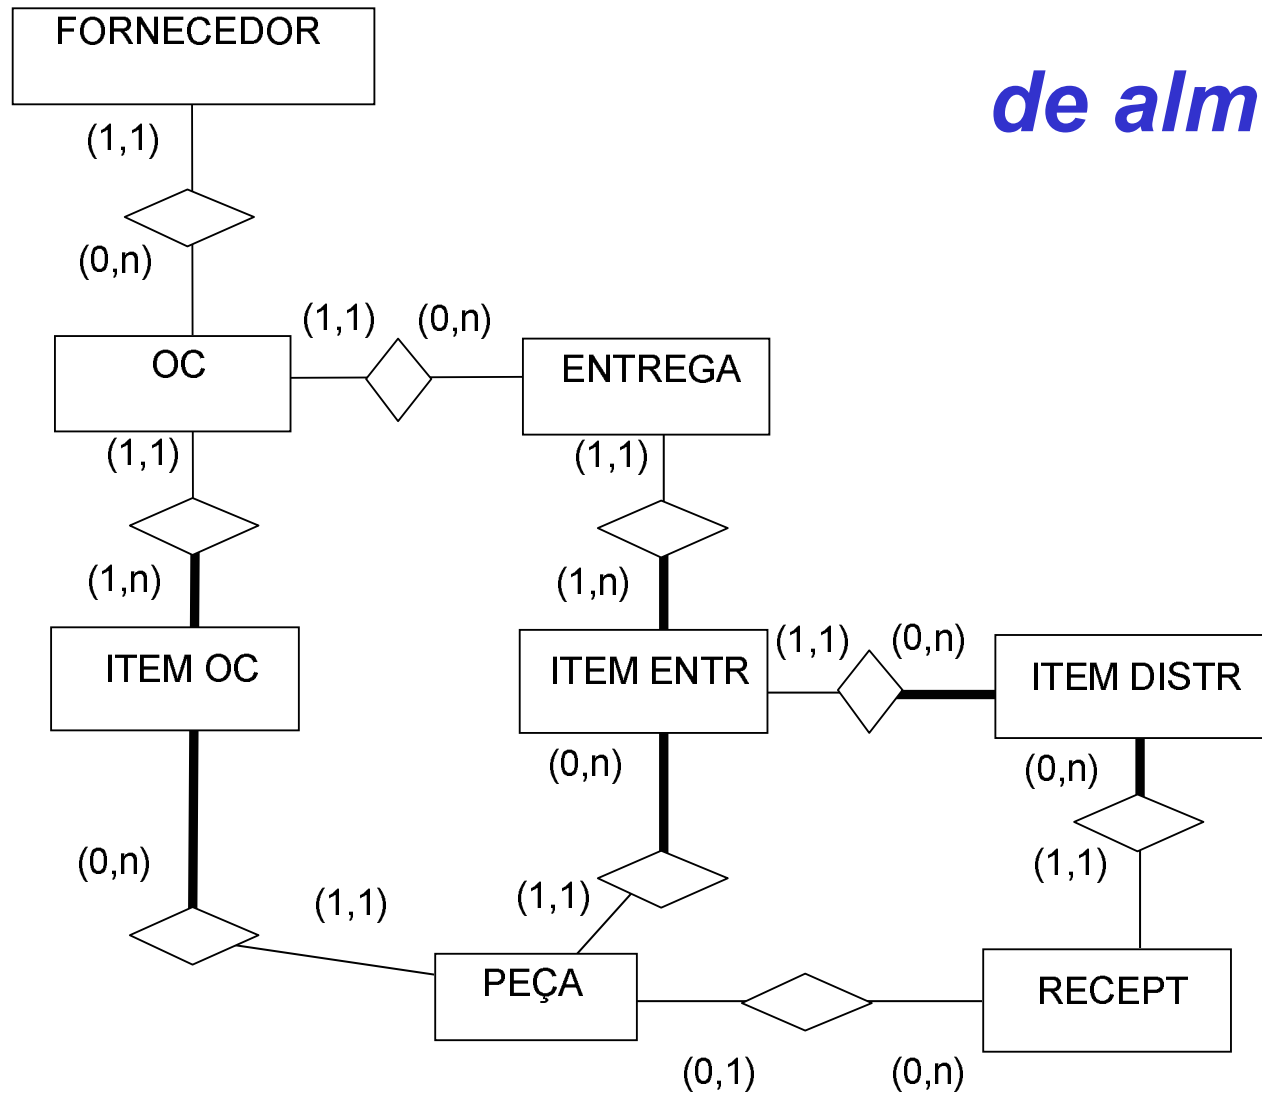 FORNECEDOR
de alm
(1,1)
(0,n)
(1,1)
(0,n)
OC
ENTREGA
(1,1)
(1,1)
(1,n)
(1,n)
(1,1)
(0,n)
ITEM OC
ITEM ENTR
ITEM DISTR
(0,n)
(0,n)
(0,n)
(1,1)
(1,1)
(1,1)
PEÇA
RECEPT
(0,1)
(0,n)